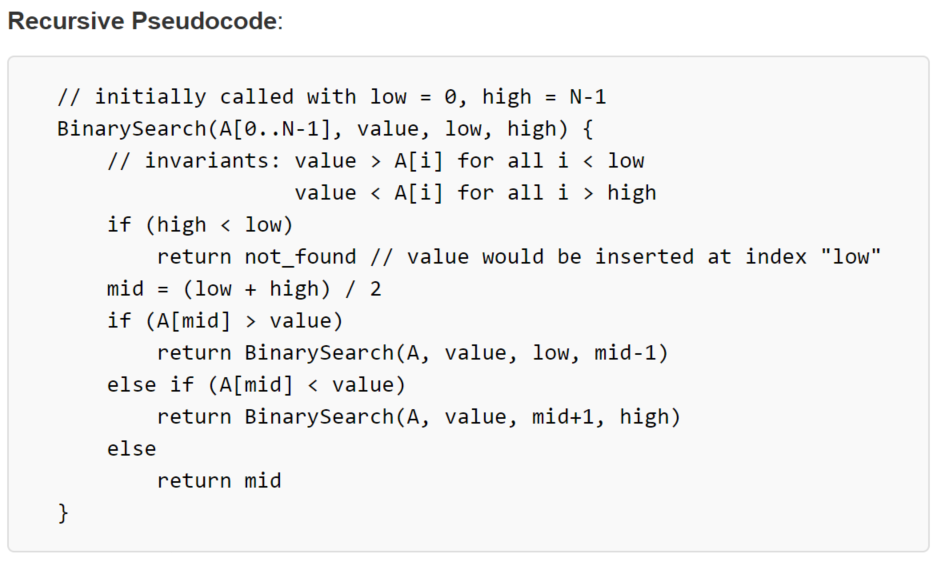 Recursive Pseudocode:
// initially called with low = 0, high = N-1
BinarySearch(A[0..N-1], value, low, high) {
// invariants: value > A[i] for all i < low
value < A[i] for all i > high
if (high < low)
return not_found // value would be inserted at index "low"
mid = (low + high) / 2
if (A[mid] > value)
return BinarySearch(A, value, low, mid-1)
else if (A[mid] < value)
return BinarySearch(A, value, mid+1, high)
else
return mid
}